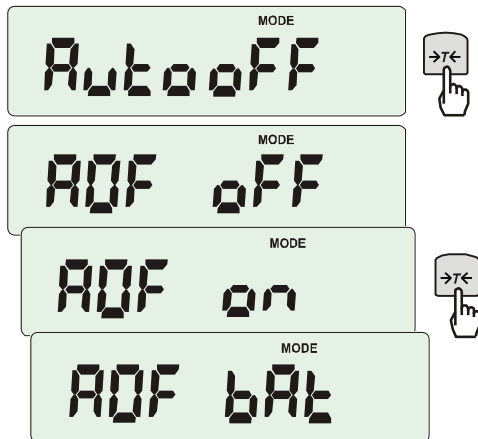 MODE
AutooFF
→T←
MODE
AOF oFF
MODE
AOF on
→T←
MODE
AOF bAt